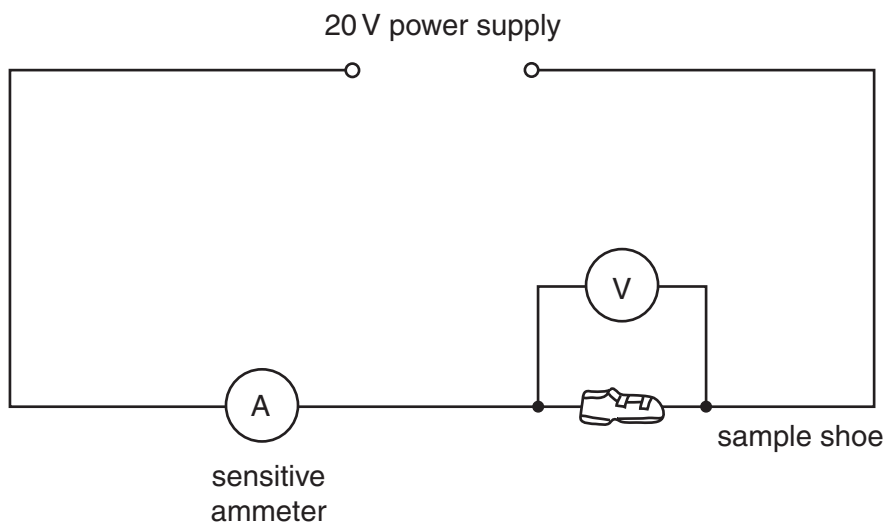 20 V power supply
V
A
sample shoe
sensitive
ammeter